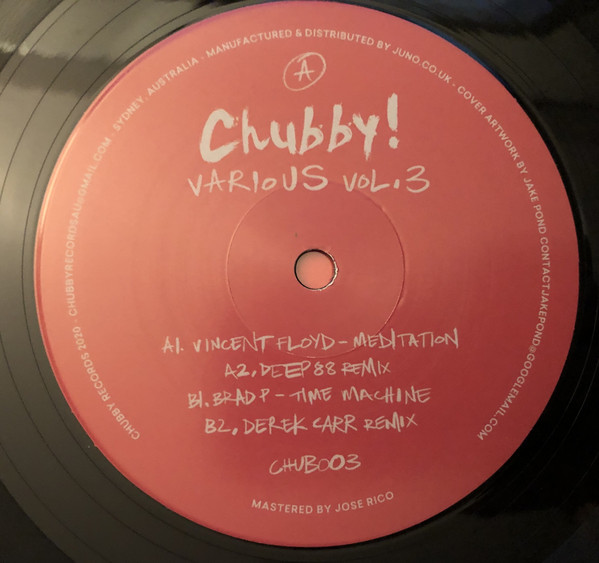 CHUBBY RECORDS 2020 - CHUBBYRECORDSAU@GMAIL.COM - SYDNEY, AUSTRALIA - MANUFACTURED & DISTRIBUTED BY JUNO.CO.UK - COVER ARTWORK BY JAKE POND CONTACTJAKEPOND@GOOGLEMAIL.COM
A
Chubby!
VARIOUS VOL.3
A1. VINCENT FLOYD - MEDITATION
A2. DEEP 88 REMIX
B1. BRAD P - TIME MACHINE
B2. DEREK CARR REMIX
CHUB003
MASTERED BY JOSE RICO